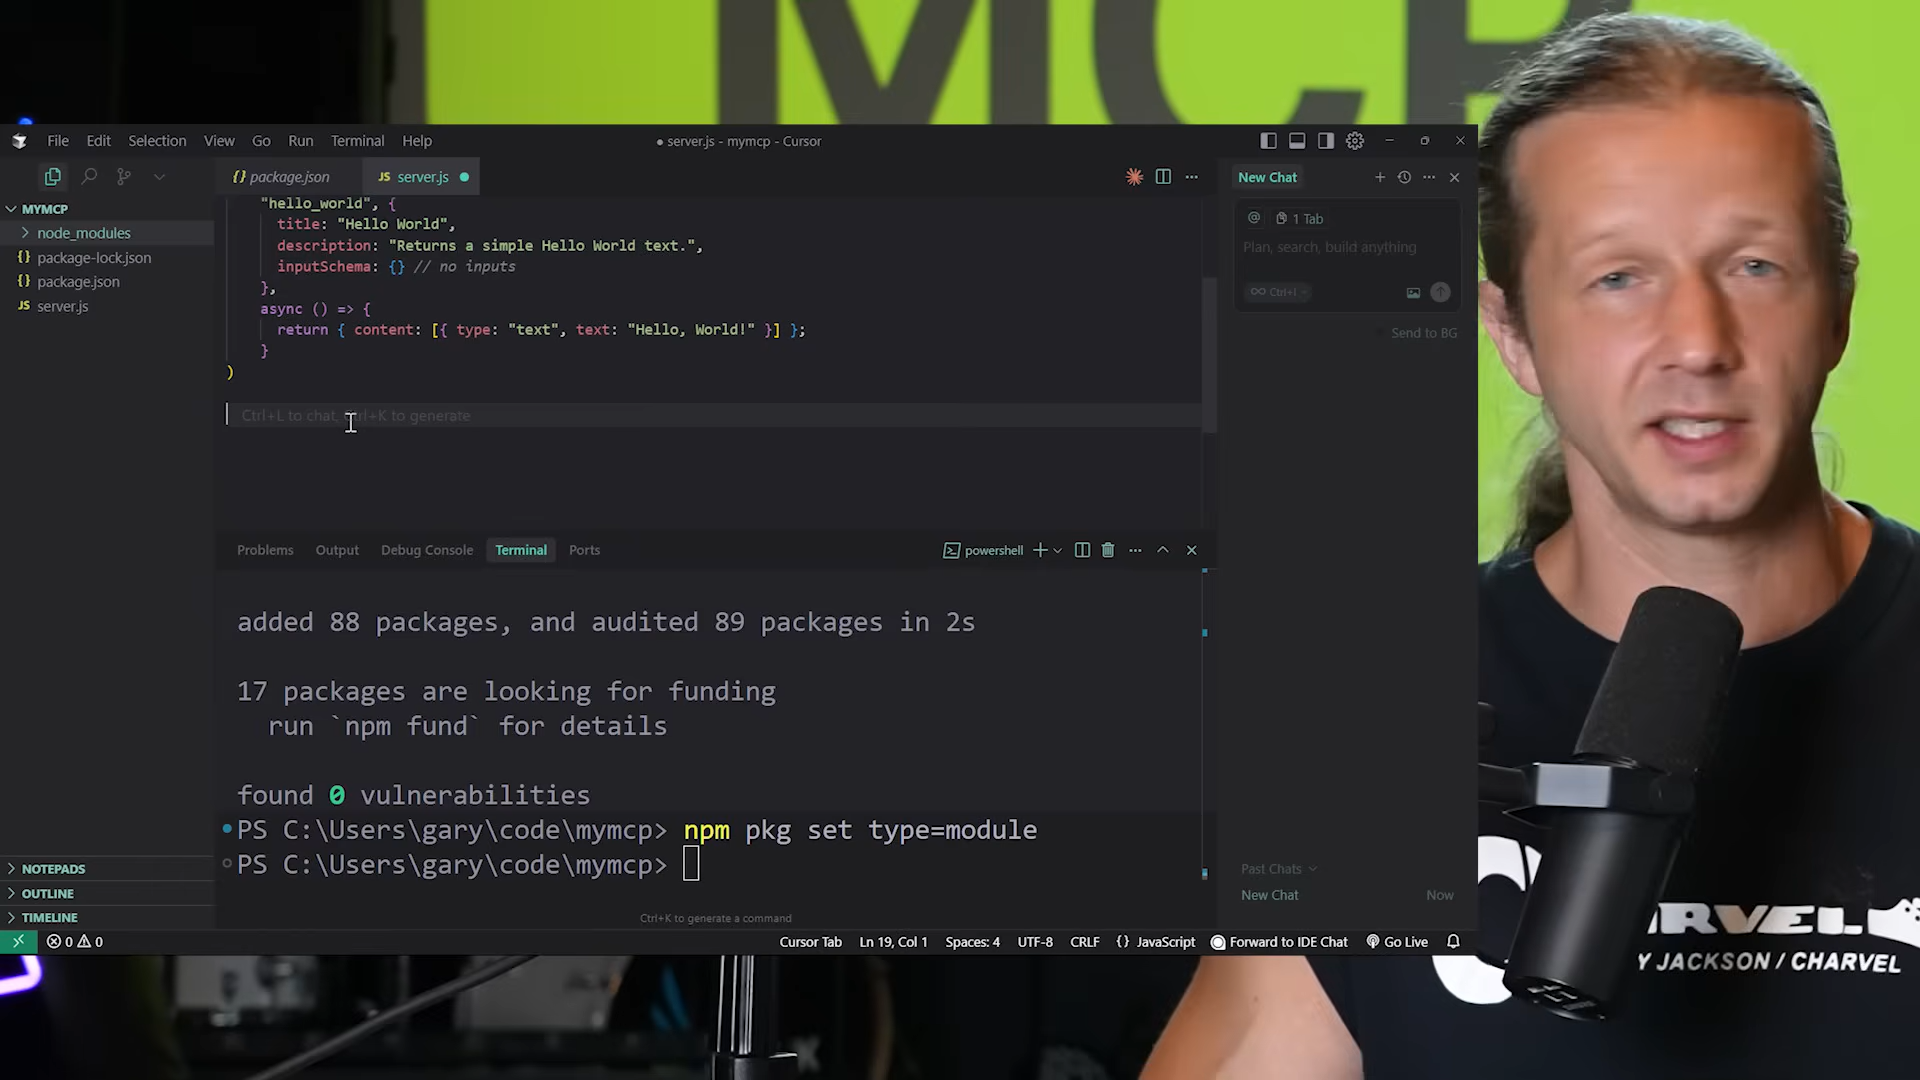 MCP
File Edit Selection View Go Run Terminal Help
● server.js - mymcp - Cursor
MYMCP
node_modules
{} package-lock.json
{} package.json
JS server.js
{} package.json
JS server.js
"hello_world", {
title: "Hello World",
description: "Returns a simple Hello World text.",
inputSchema: {} // no inputs
},
async () => {
return { content: [{ type: "text", text: "Hello, World!" }] };
}
)
Ctrl+L to chat, Ctrl+K to generate
New Chat
@ 1 Tab
Plan, search, build anything
∞ Ctrl+I
Send to BG
Problems Output Debug Console Terminal Ports
powershell
added 88 packages, and audited 89 packages in 2s
17 packages are looking for funding
run `npm fund` for details
found 0 vulnerabilities
PS C:\Users\gary\code\mymcp> npm pkg set type=module
PS C:\Users\gary\code\mymcp>
Ctrl+K to generate a command
Past Chats
New Chat Now
NOTEPADS
OUTLINE
TIMELINE
0 0
Cursor Tab Ln 19, Col 1 Spaces: 4 UTF-8 CRLF {} JavaScript Forward to IDE Chat Go Live
RVEL
Y JACKSON / CHARVEL